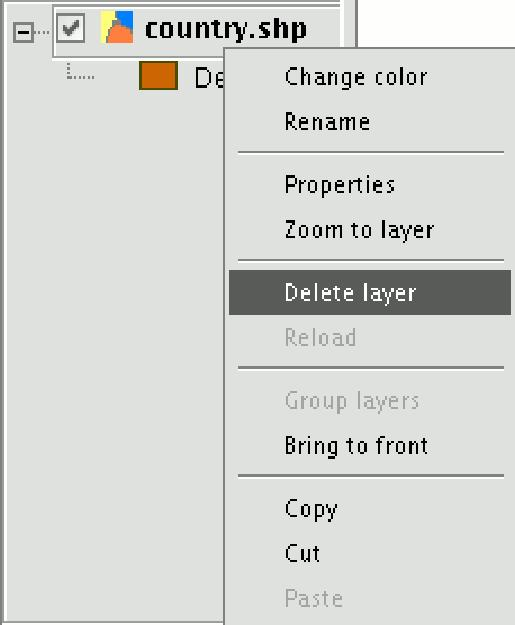 country.shp
Change color
Rename
Properties
Zoom to layer
Delete layer
Reload
Group layers
Bring to front
Copy
Cut
Paste